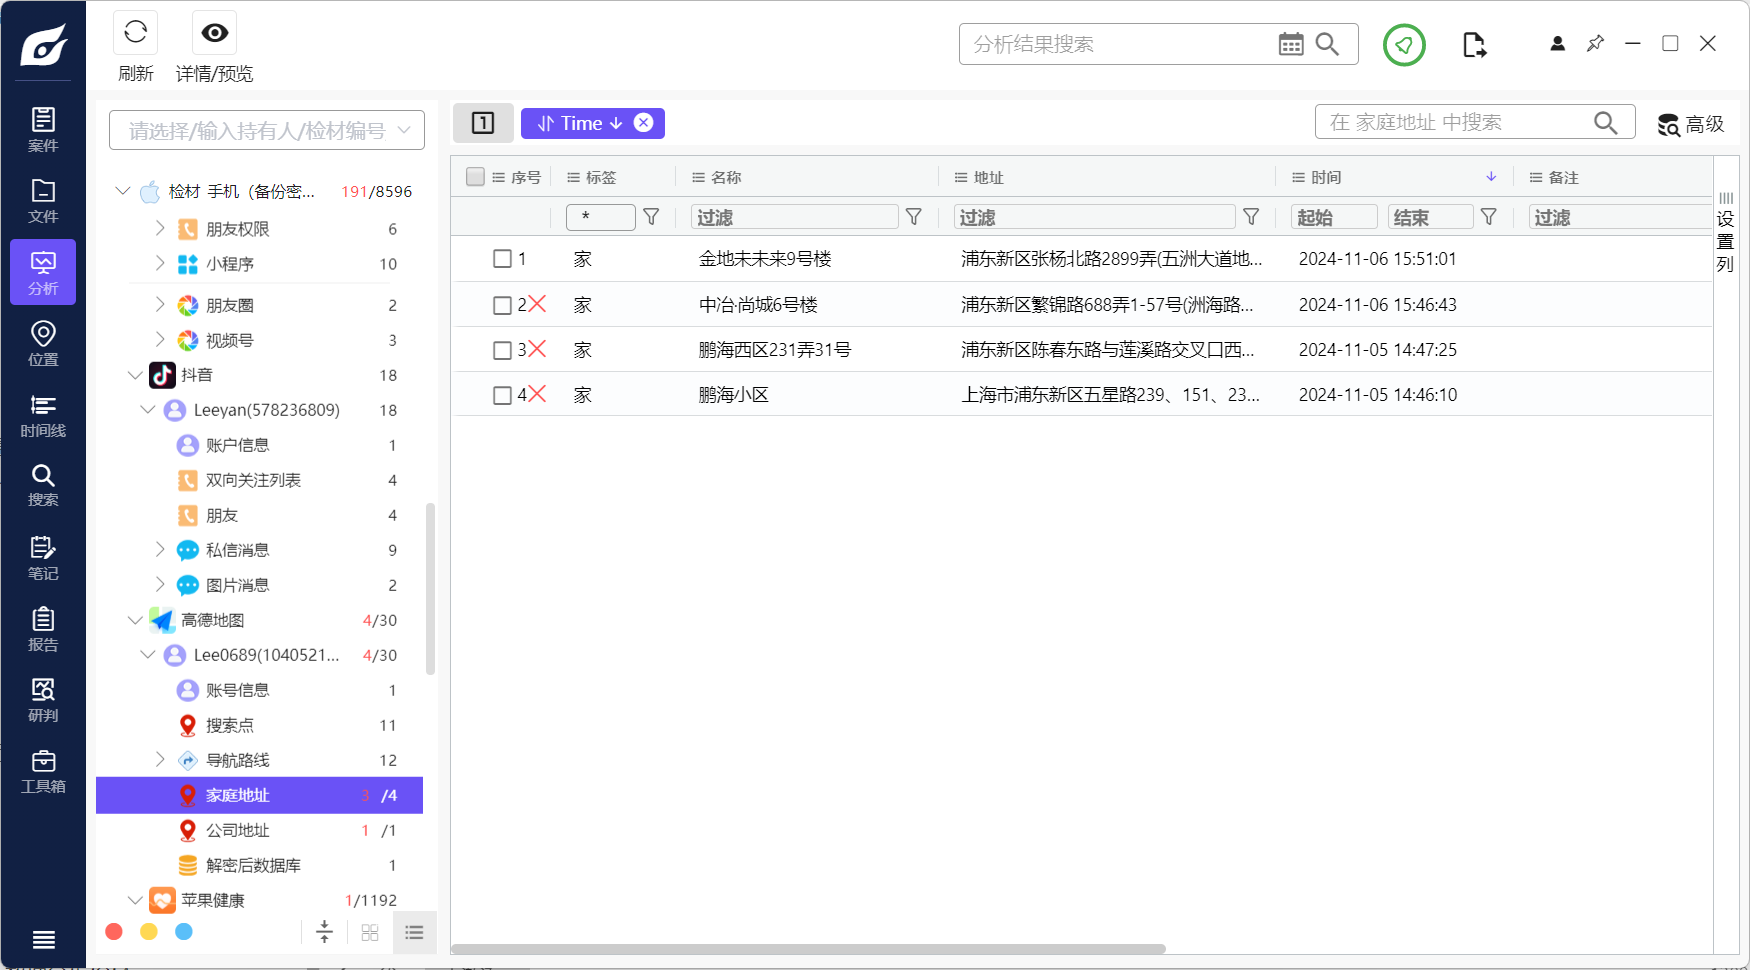 刷新
详情/预览
分析结果搜索
案件
文件
分析
位置
时间线
搜索
笔记
报告
研判
工具箱
请选择/输入持有人/检材编号
检材 手机（备份密... 191/8596
朋友权限 6
小程序 10
朋友圈 2
视频号 3
抖音 18
Leeyan(578236809) 18
账户信息 1
双向关注列表 4
朋友 4
私信消息 9
图片消息 2
高德地图 4/30
Lee0689(1040521... 4/30
账号信息 1
搜索点 11
导航路线 12
家庭地址 3 /4
公司地址 1 /1
解密后数据库 1
苹果健康 1/1192
1 Time
在 家庭地址 中搜索
高级
序号 标签 名称 地址 时间 备注
* 过滤 过滤 起始 结束 过滤
1 家 金地未未来9号楼 浦东新区张杨北路2899弄(五洲大道地... 2024-11-06 15:51:01
2 家 中冶·尚城6号楼 浦东新区繁锦路688弄1-57号(洲海路... 2024-11-06 15:46:43
3 家 鹏海西区231弄31号 浦东新区陈春东路与莲溪路交叉口西... 2024-11-05 14:47:25
4 家 鹏海小区 上海市浦东新区五星路239、151、23... 2024-11-05 14:46:10
设置列